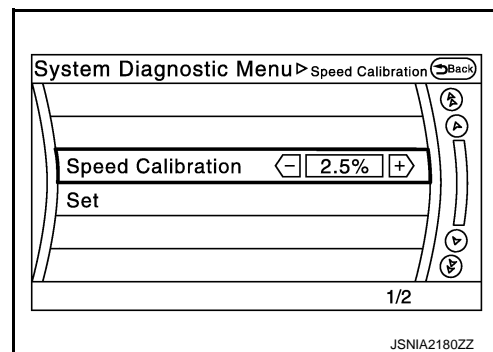 System Diagnostic Menu▷Speed Calibration Back
Speed Calibration - 2.5% +
Set
1/2
JSNIA2180ZZ